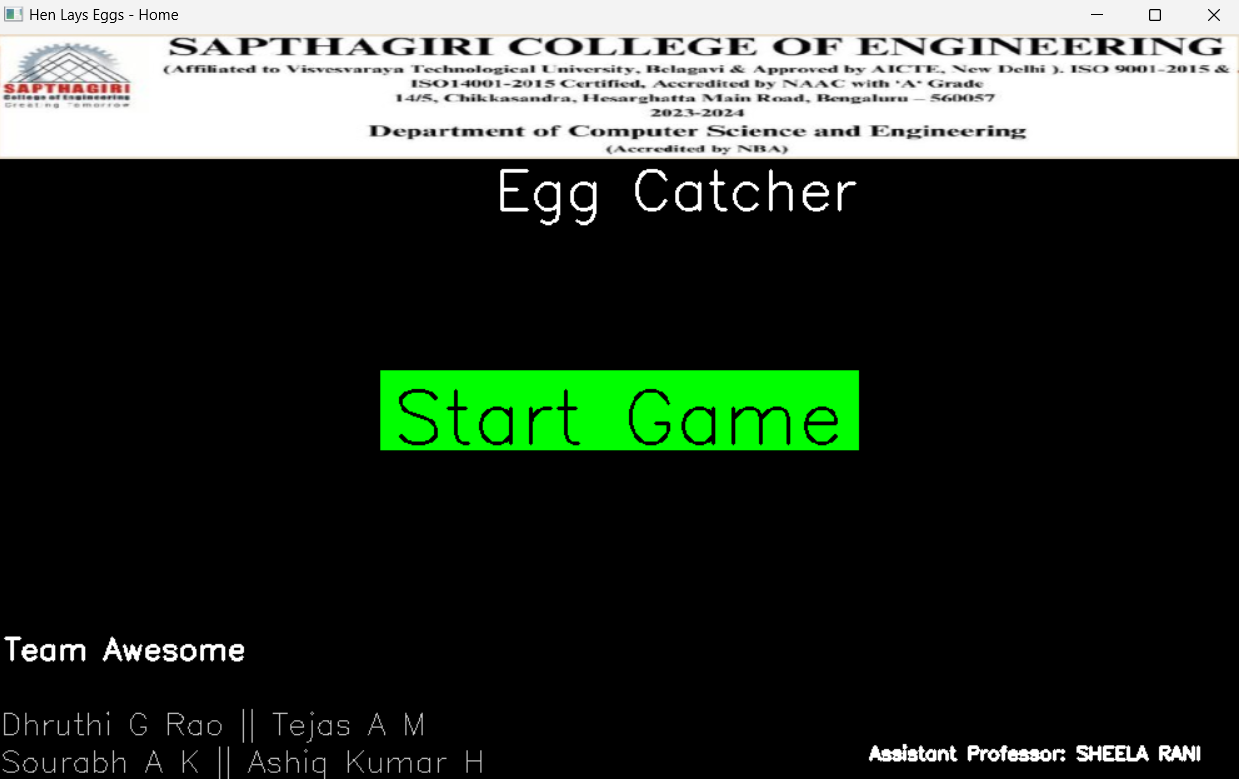 Hen Lays Eggs - Home
SAPTHAGIRI COLLEGE OF ENGINEERING
(Affiliated to Visvesvaraya Technological University, Belagavi & Approved by AICTE, New Delhi ). ISO 9001-2015 &
ISO14001-2015 Certified, Accredited by NAAC with 'A' Grade
14/5, Chikkasandra, Hesarghatta Main Road, Bengaluru – 560057
2023-2024
Department of Computer Science and Engineering
(Accredited by NBA)
SAPTHAGIRI
College of Engineering
Creating Tomorrow
Egg Catcher
Start Game
Team Awesome
Dhruthi G Rao || Tejas A M
Sourabh A K || Ashiq Kumar H
Assistant Professor: SHEELA RANI